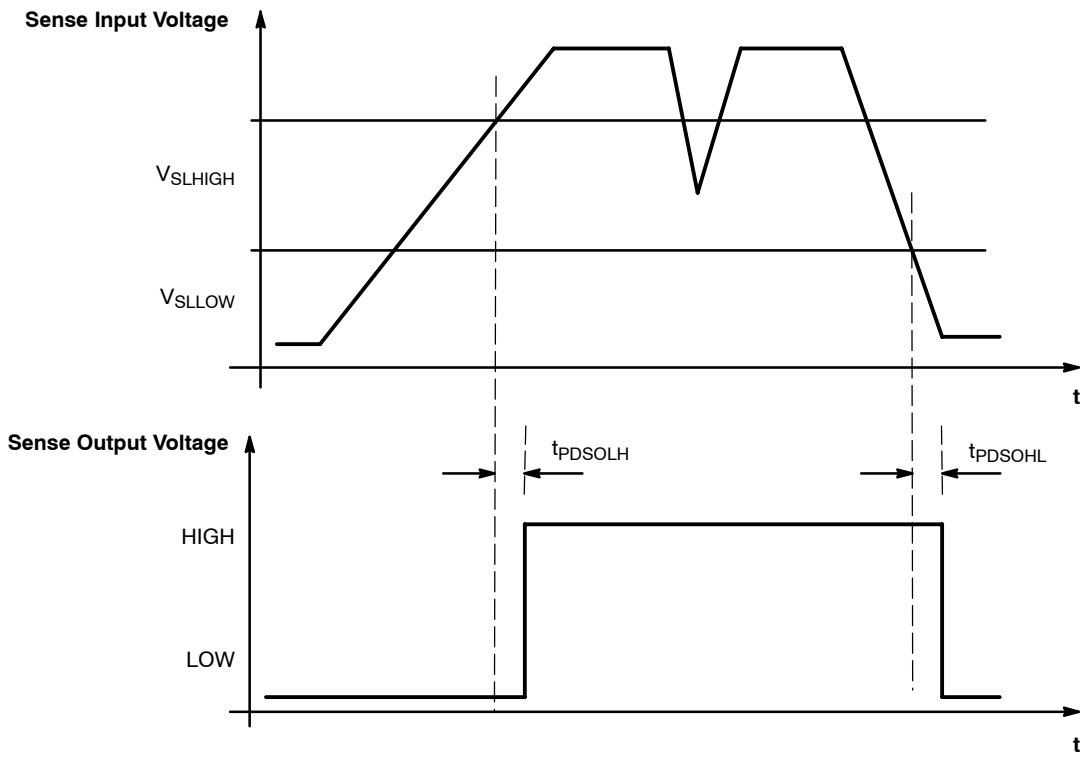 Sense Input Voltage
VSLHIGH
VSLLOW
t
Sense Output Voltage
tPDSOLH
tPDSOHL
HIGH
LOW
t